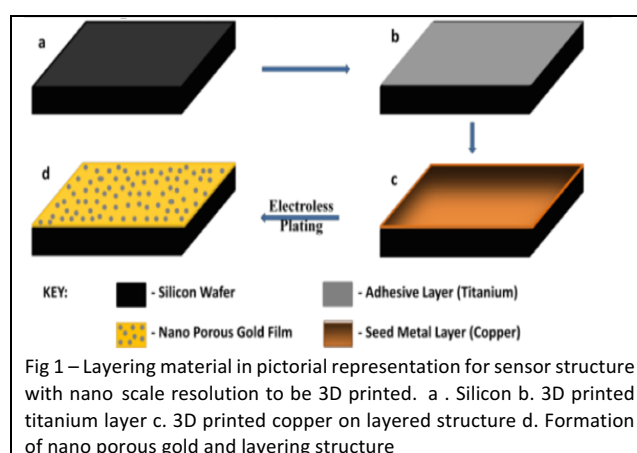 a
b
d
c
Electroless
Plating
KEY:
- Silicon Wafer
- Adhesive Layer (Titanium)
- Nano Porous Gold Film
- Seed Metal Layer (Copper)
Fig 1 – Layering material in pictorial representation for sensor structure
with nano scale resolution to be 3D printed. a . Silicon b. 3D printed
titanium layer c. 3D printed copper on layered structure d. Formation
of nano porous gold and layering structure